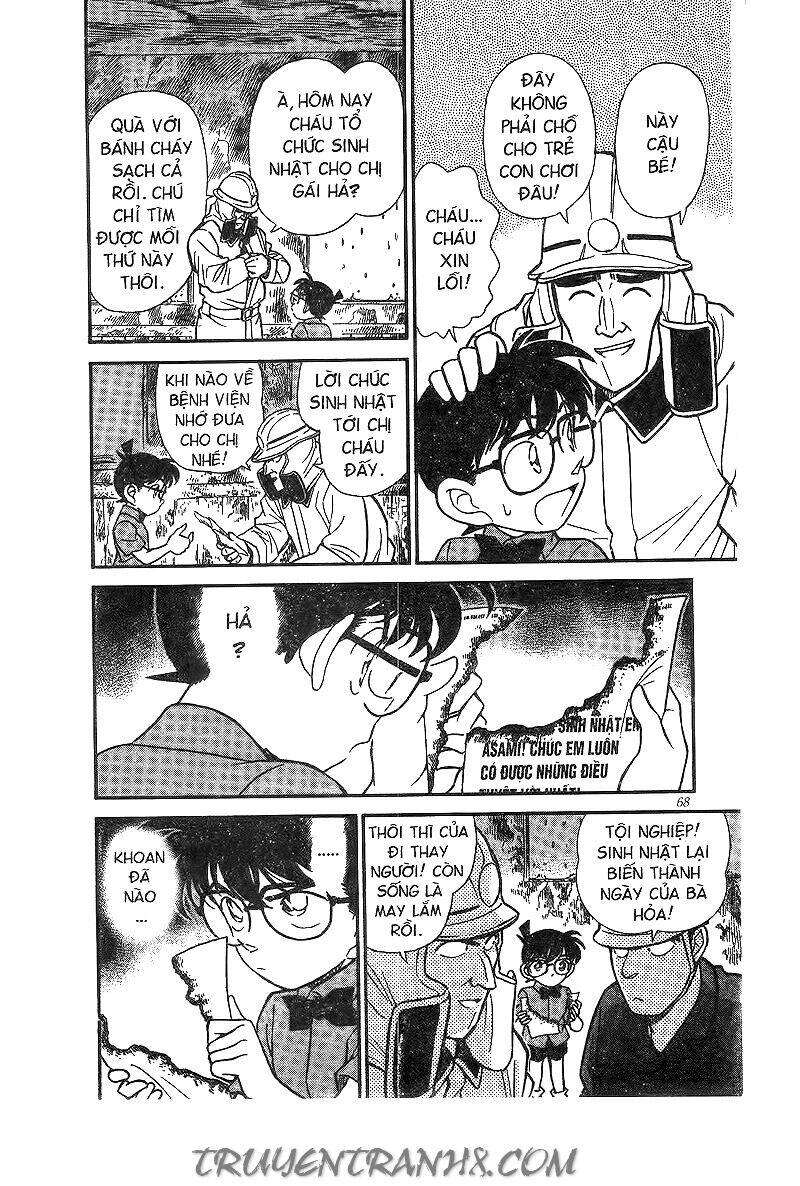 NÀY
CẬU
BÉ!
ĐÂY
KHÔNG
PHẢI CHỖ
CHO TRẺ
CON CHƠI
ĐÂU!
CHÁU...
CHÁU
XIN
LỖI!
À, HÔM NAY
CHÁU TỔ
CHỨC SINH
NHẬT CHO CHỊ
GÁI HẢ?
QUÀ VỚI
BÁNH CHÁY
SẠCH CẢ
RỒI. CHÚ
CHỈ TÌM
ĐƯỢC MỖI
THỨ NÀY
THÔI.
LỜI CHÚC
SINH NHẬT
TỚI CHỊ
CHÁU
ĐẤY.
KHI NÀO VỀ
BỆNH VIỆN
NHỚ ĐƯA
CHO CHỊ
NHÉ!
HẢ
?
SINH NHẬT EM
ASAMI! CHÚC EM LUÔN
CÓ ĐƯỢC NHỮNG ĐIỀU
TUYỆT VỜI NHẤT!
68
TỘI NGHIỆP!
SINH NHẬT LẠI
BIẾN THÀNH
NGÀY CỦA BÀ
HỎA!
THÔI THÌ CỦA
ĐI THAY
NGƯỜI! CÒN
SỐNG LÀ
MAY LẮM
RỒI.
.....
KHOAN
ĐÃ
NÀO
...
TRUYENTRANH8.COM